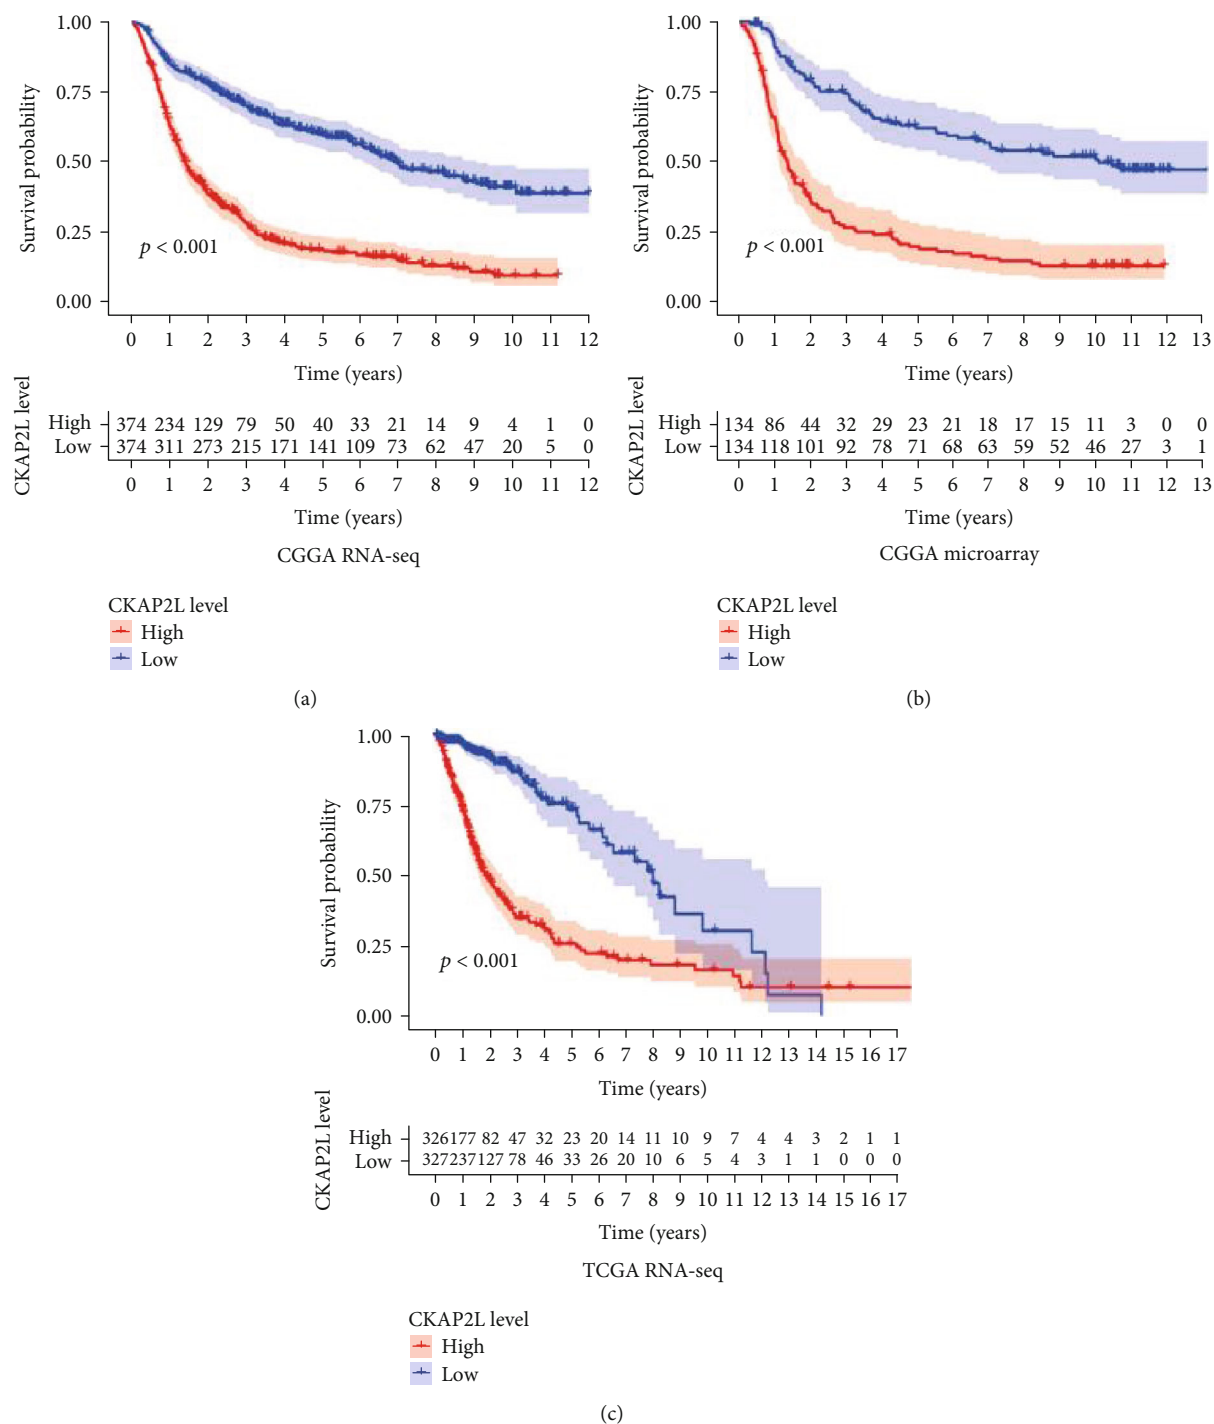 1.00
0.75
0.50
0.25
0.00
Survival probability
p < 0.001
0 1 2 3 4 5 6 7 8 9 10 11 12
Time (years)
CKAP2L level
High 374 234 129 79 50 40 33 21 14 9 4 1 0
Low 374 311 273 215 171 141 109 73 62 47 20 5 0
0 1 2 3 4 5 6 7 8 9 10 11 12
Time (years)
CGGA RNA-seq
CKAP2L level
High
Low
(a)
1.00
0.75
0.50
0.25
0.00
Survival probability
p < 0.001
0 1 2 3 4 5 6 7 8 9 10 11 12 13
Time (years)
CKAP2L level
High 134 86 44 32 29 23 21 18 17 15 11 3 0 0
Low 134 118 101 92 78 71 68 63 59 52 46 27 3 1
0 1 2 3 4 5 6 7 8 9 10 11 12 13
Time (years)
CGGA microarray
CKAP2L level
High
Low
(b)
1.00
0.75
0.50
0.25
0.00
Survival probability
p < 0.001
0 1 2 3 4 5 6 7 8 9 10 11 12 13 14 15 16 17
Time (years)
CKAP2L level
High 326 177 82 47 32 23 20 14 11 10 9 7 4 4 3 2 1 1
Low 327 237 127 78 46 33 26 20 10 6 5 4 3 1 1 0 0 0
0 1 2 3 4 5 6 7 8 9 10 11 12 13 14 15 16 17
Time (years)
TCGA RNA-seq
CKAP2L level
High
Low
(c)